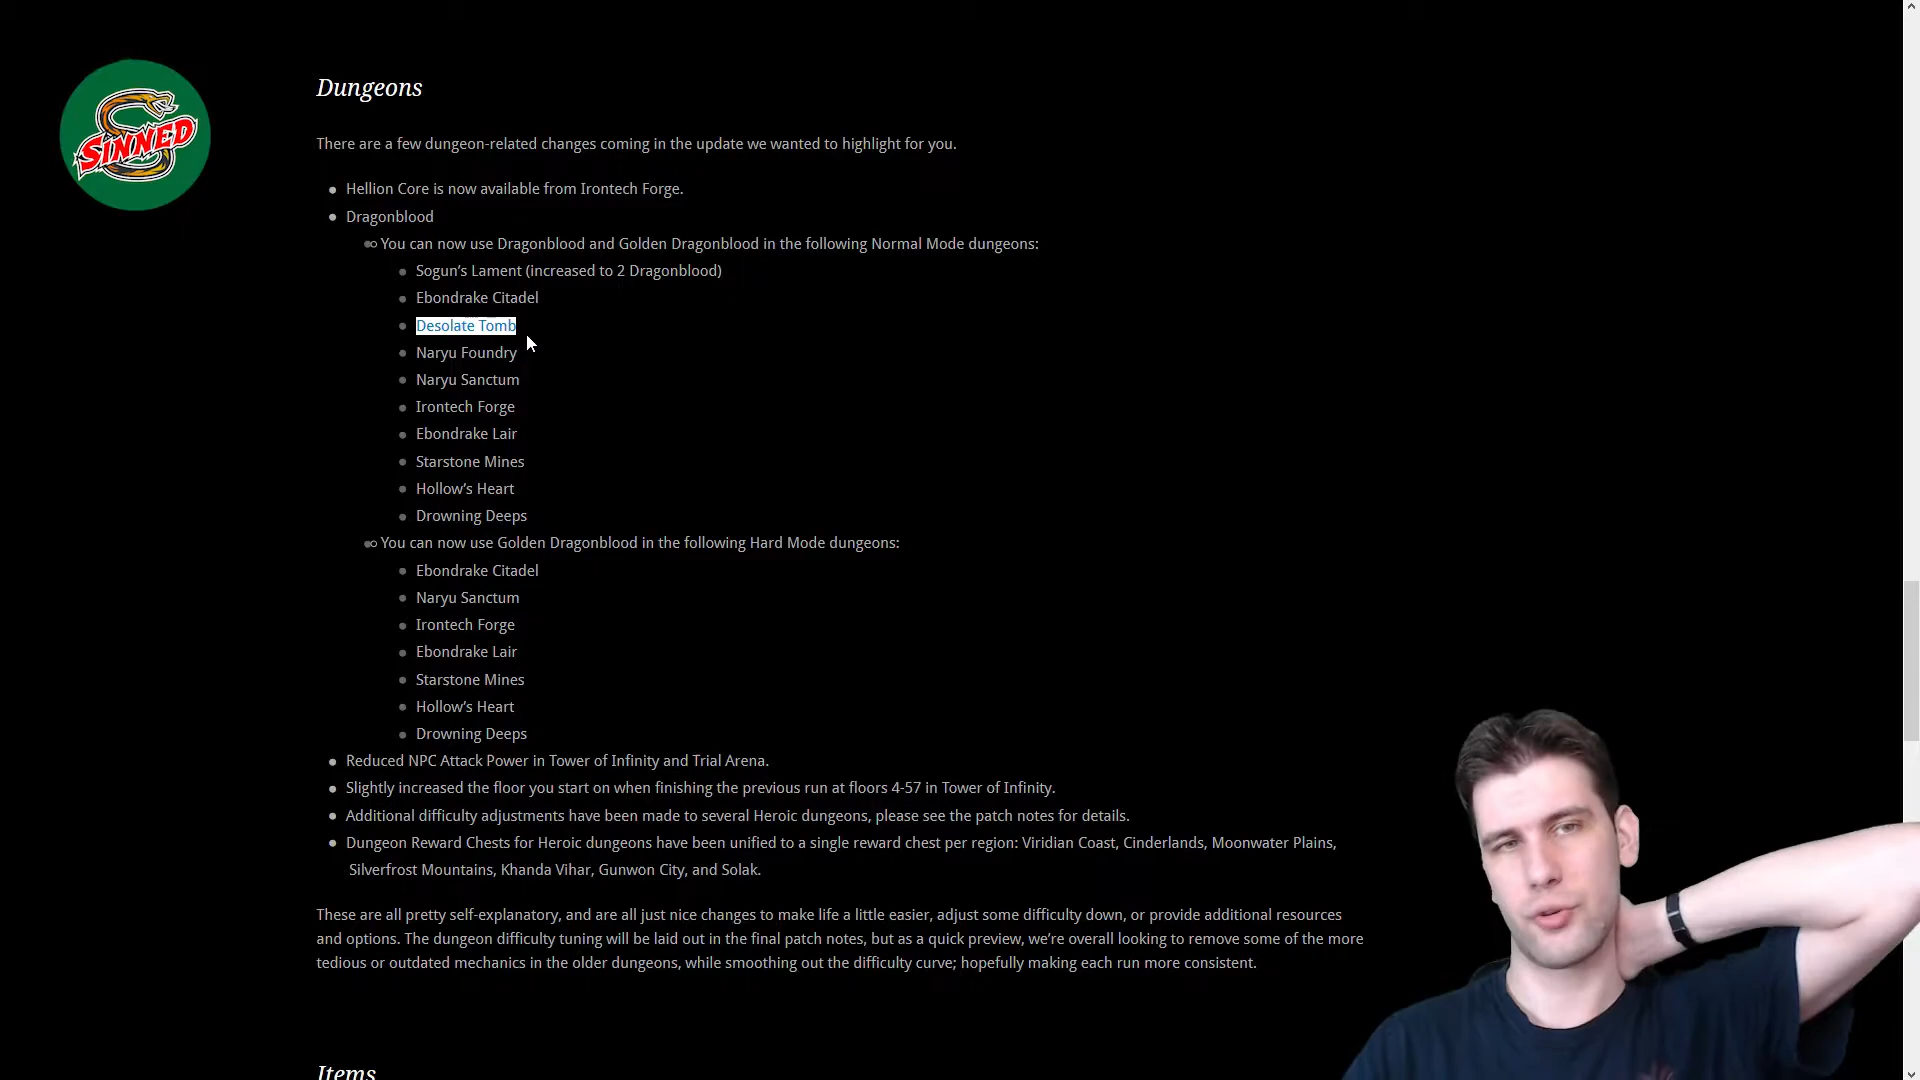 SINNED
Dungeons
There are a few dungeon-related changes coming in the update we wanted to highlight for you.
Hellion Core is now available from Irontech Forge.
Dragonblood
You can now use Dragonblood and Golden Dragonblood in the following Normal Mode dungeons:
Sogun’s Lament (increased to 2 Dragonblood)
Ebondrake Citadel
Desolate Tomb
Naryu Foundry
Naryu Sanctum
Irontech Forge
Ebondrake Lair
Starstone Mines
Hollow’s Heart
Drowning Deeps
You can now use Golden Dragonblood in the following Hard Mode dungeons:
Ebondrake Citadel
Naryu Sanctum
Irontech Forge
Ebondrake Lair
Starstone Mines
Hollow’s Heart
Drowning Deeps
Reduced NPC Attack Power in Tower of Infinity and Trial Arena.
Slightly increased the floor you start on when finishing the previous run at floors 4-57 in Tower of Infinity.
Additional difficulty adjustments have been made to several Heroic dungeons, please see the patch notes for details.
Dungeon Reward Chests for Heroic dungeons have been unified to a single reward chest per region: Viridian Coast, Cinderlands, Moonwater Plains,
Silverfrost Mountains, Khanda Vihar, Gunwon City, and Solak.
These are all pretty self-explanatory, and are all just nice changes to make life a little easier, adjust some difficulty down, or provide additional resources
and options. The dungeon difficulty tuning will be laid out in the final patch notes, but as a quick preview, we’re overall looking to remove some of the more
tedious or outdated mechanics in the older dungeons, while smoothing out the difficulty curve; hopefully making each run more consistent.
Items